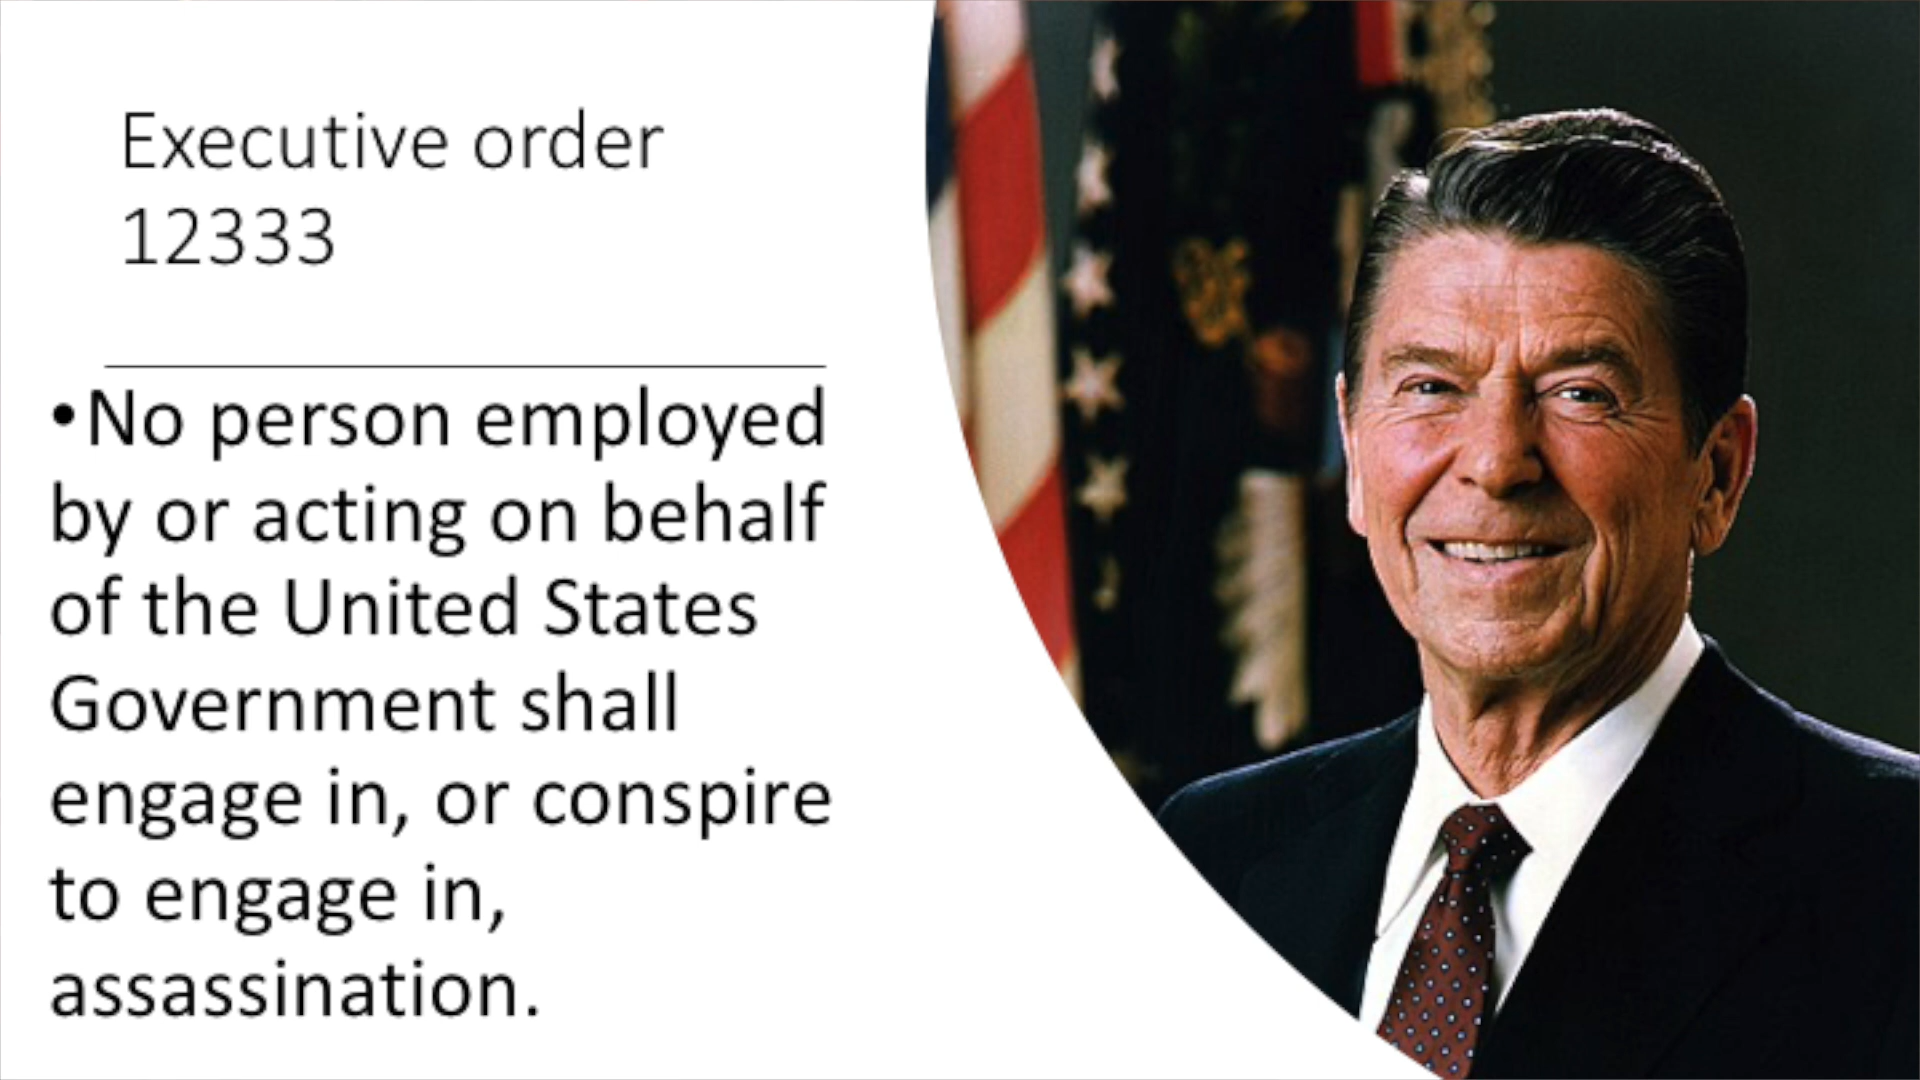 Executive order
12333
•No person employed
by or acting on behalf
of the United States
Government shall
engage in, or conspire
to engage in,
assassination.